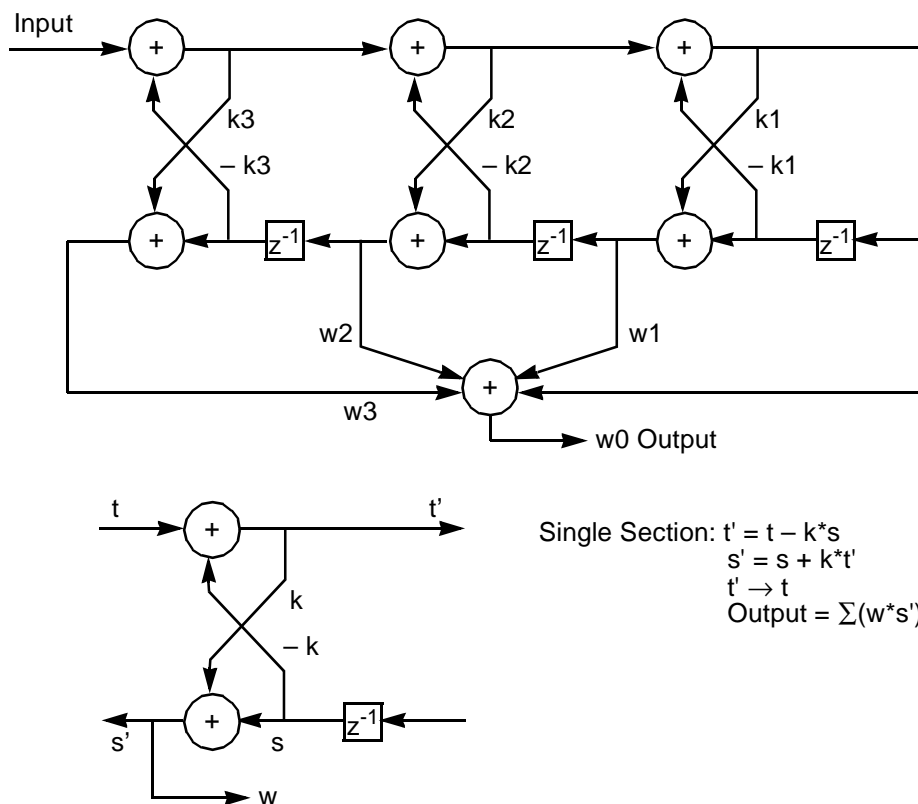 Input
+ + +
k3 k2 k1
– k3 – k2 – k1
+ z⁻¹ + z⁻¹ + z⁻¹
w2 w1
+
w3
w0 Output
t t’
+
k
– k
+ z⁻¹
s’ s
w
Single Section: t' = t – k*s
s' = s + k*t'
t' → t
Output = ∑(w*s')